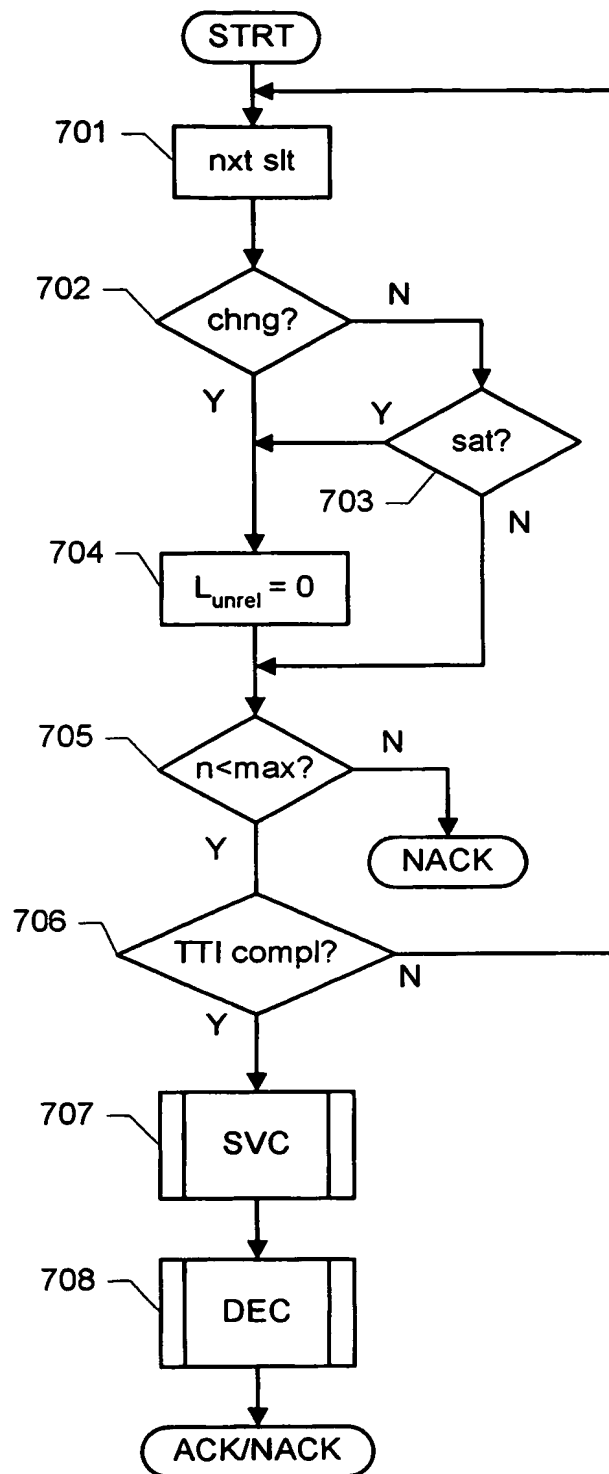 STRT
701
nxt slt
702
chng?
N
Y
Y
sat?
703
N
704
L_unrel = 0
705
n<max?
N
Y
NACK
706
TTI compl?
N
Y
707
SVC
708
DEC
ACK/NACK